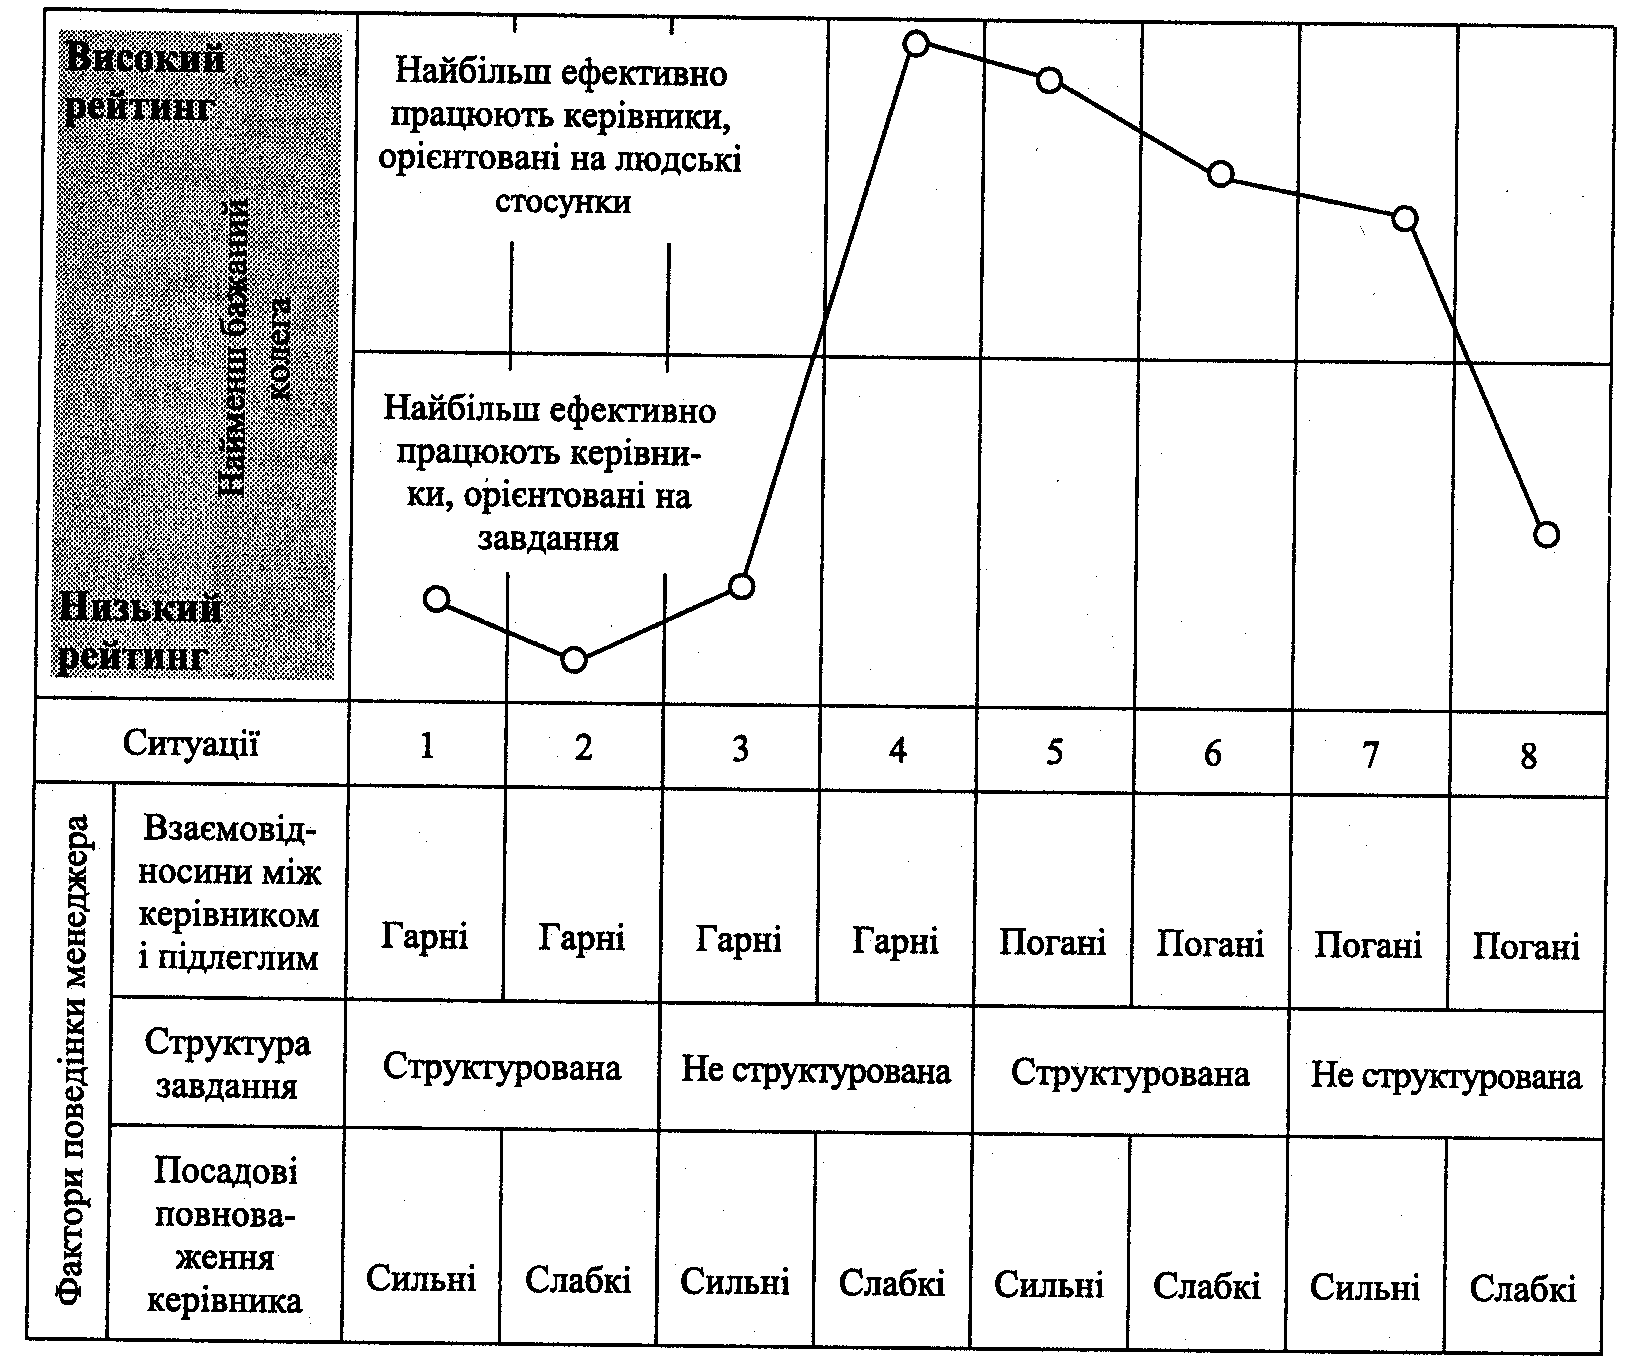 Високий
рейтинг
Найменш бажаний
колега
Низький
рейтинг
Найбільш ефективно
працюють керівники,
орієнтовані на людські
стосунки
Найбільш ефективно
працюють керівни-
ки, орієнтовані на
завдання
Ситуації 1 2 3 4 5 6 7 8
Фактори поведінки менеджера
Взаємовід-
носини між
керівником
і підлеглим
Гарні Гарні Гарні Гарні Погані Погані Погані Погані
Структура
завдання
Структурована Не структурована Структурована Не структурована
Посадові
повнова-
ження
керівника
Сильні Слабкі Сильні Слабкі Сильні Слабкі Сильні Слабкі